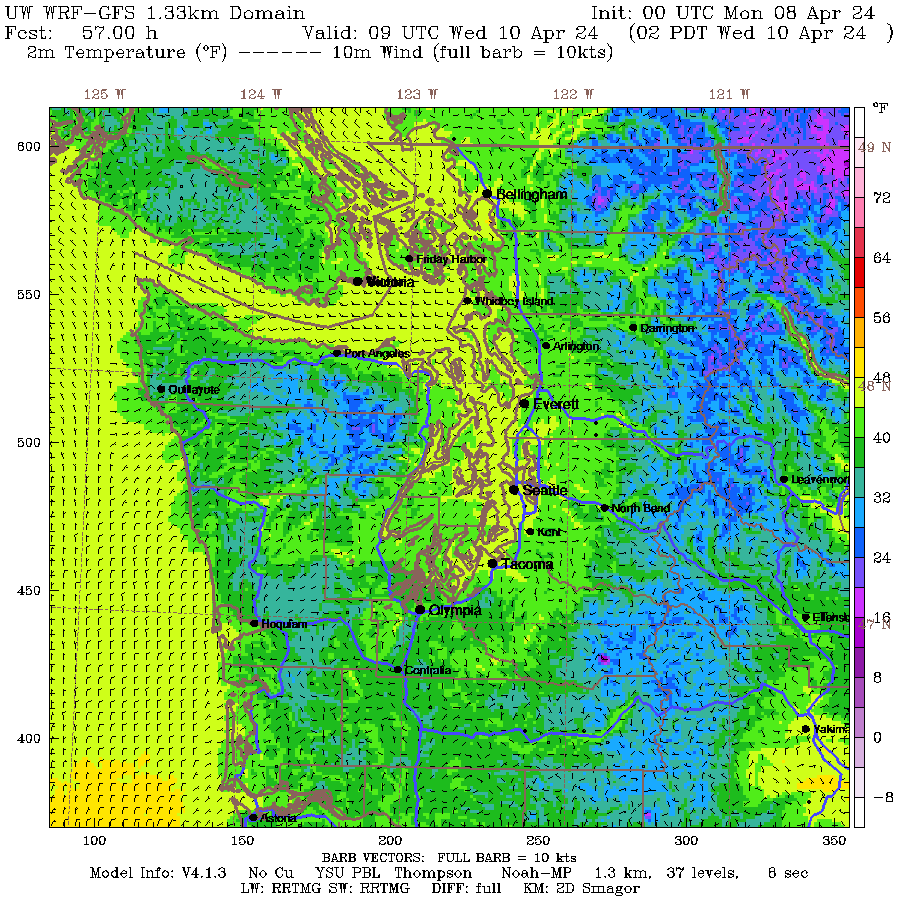 UW WRF-GFS 1.33km Domain Init: 00 UTC Mon 08 Apr 24
Fcst: 57.00 h Valid: 09 UTC Wed 10 Apr 24 (02 PDT Wed 10 Apr 24 )
2m Temperature (°F) ------ 10m Wind (full barb = 10kts)
125 W 124 W 123 W 122 W 121 W
°F
600
49 N
Bellingham
72
Friday Harbor
64
Victoria
550
Whidbey Island
56
Darrington
Arlington
Port Angeles
48
48 N
Quillayute
Everett
500
40
Leavenwor
Seattle
32
North Bend
Kent
24
Tacoma
450
Olympia
16
Ellensb
47 N
Hoquiam
Centralia
8
Yakima
400
0
-8
Astoria
100 150 200 250 300 350
BARB VECTORS: FULL BARB = 10 kts
Model Info: V4.1.3 No Cu YSU PBL Thompson Noah-MP 1.3 km, 37 levels, 8 sec
LW: RRTMG SW: RRTMG DIFF: full KM: 2D Smagor